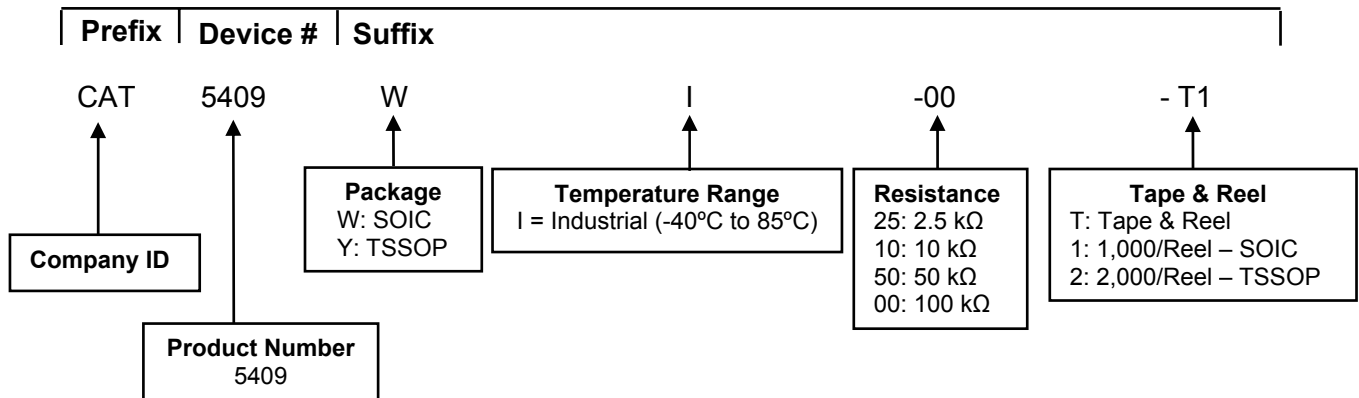 Prefix Device # Suffix
CAT 5409 W I -00 - T1
Company ID
Product Number
5409
Package
W: SOIC
Y: TSSOP
Temperature Range
I = Industrial (-40ºC to 85ºC)
Resistance
25: 2.5 kΩ
10: 10 kΩ
50: 50 kΩ
00: 100 kΩ
Tape & Reel
T: Tape & Reel
1: 1,000/Reel – SOIC
2: 2,000/Reel – TSSOP